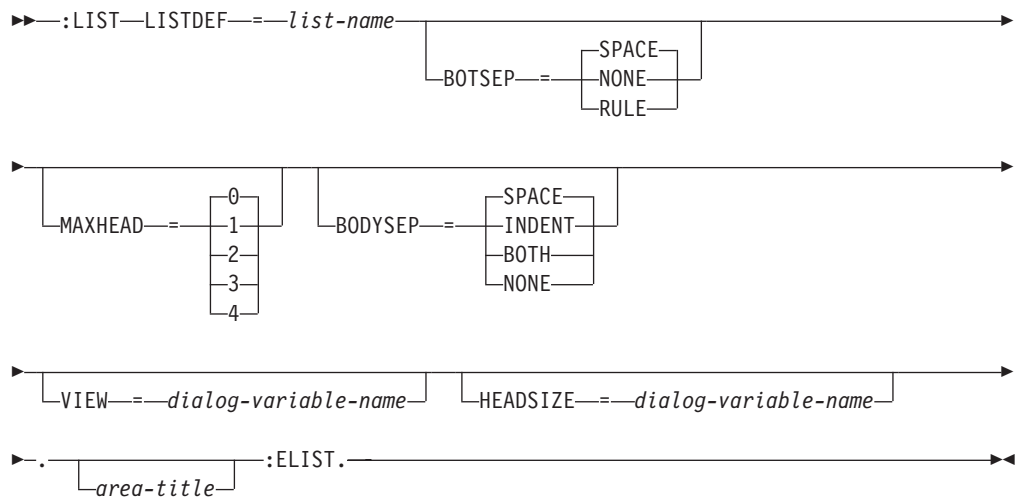 :LIST LISTDEF = list-name
BOTSEP = SPACE
NONE
RULE
MAXHEAD = 0
1
2
3
4
BODYSEP = SPACE
INDENT
BOTH
NONE
VIEW = dialog-variable-name HEADSIZE = dialog-variable-name
. area-title :ELIST.